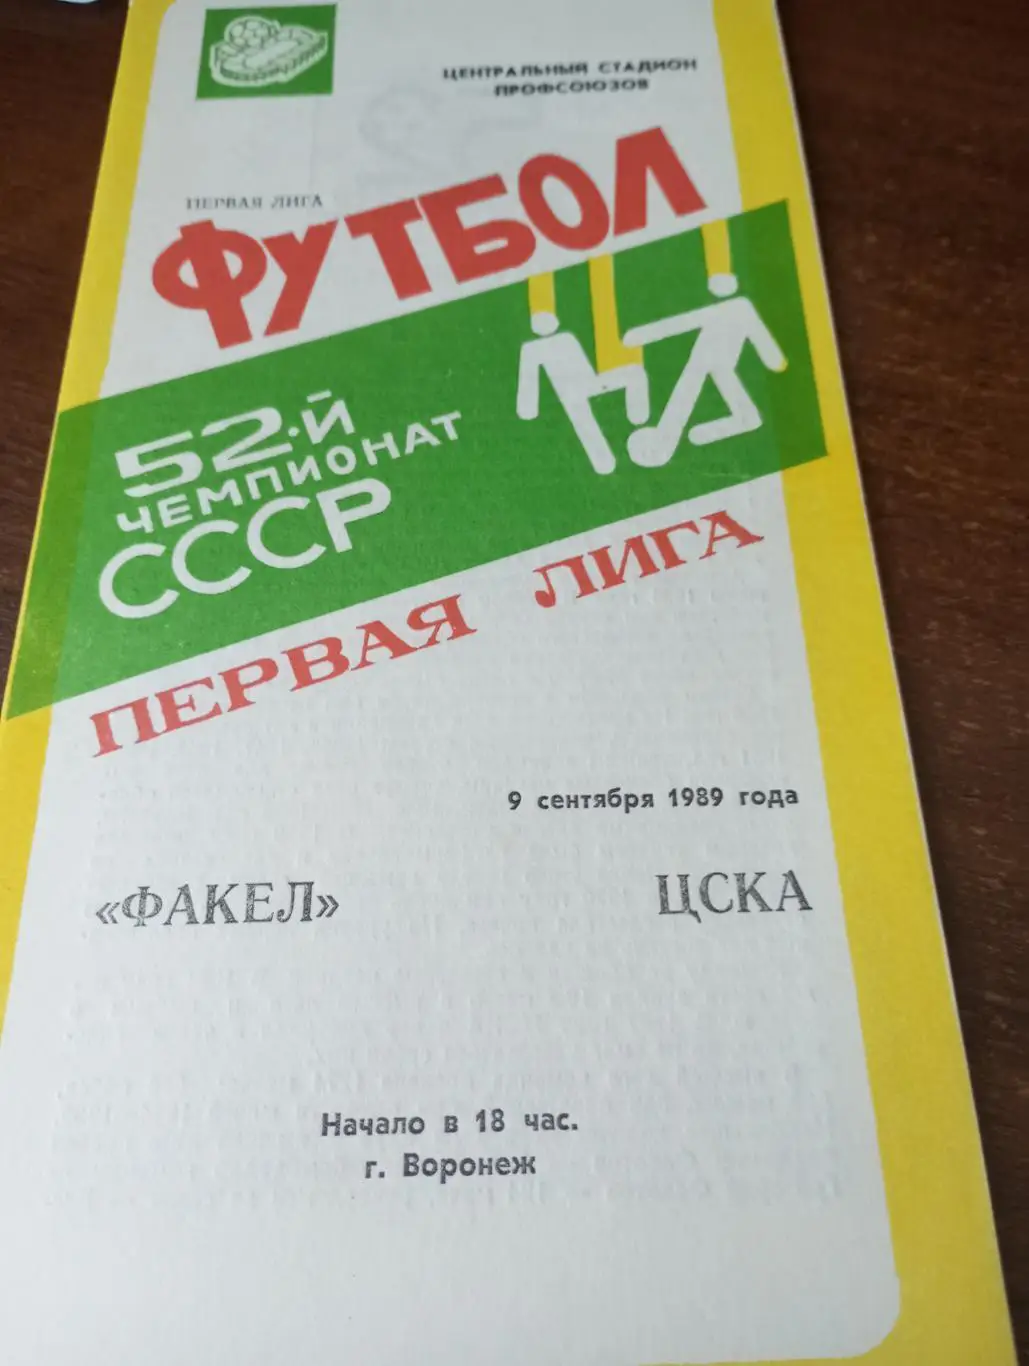 ЦЕНТРАЛЬНЫЙ СТАДИОН
ПРОФСОЮЗОВ
ПЕРВАЯ ЛИГА
ФУТБОЛ
52-Й
ЧЕМПИОНАТ
СССР
ПЕРВАЯ ЛИГА
9 сентября 1989 года
«ФАКЕЛ» ЦСКА
Начало в 18 час.
г. Воронеж